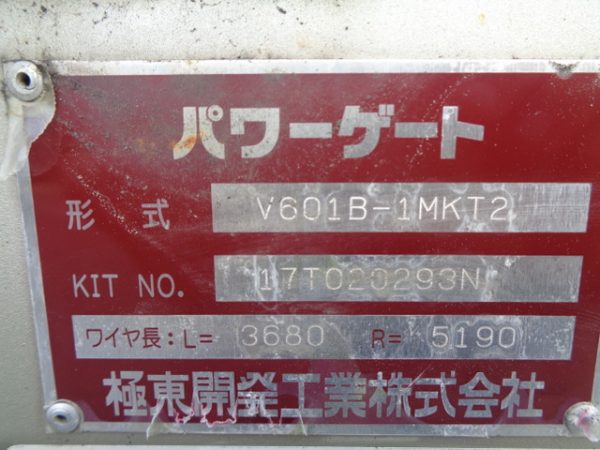 パワーゲート
形式 V601B-1MKT2
KIT NO. 17T020293N
ワイヤ長:L= 3680 R= 5190
極東開発工業株式会社